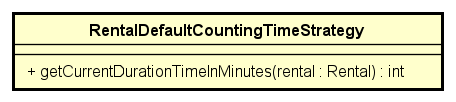 RentalDefaultCountingTimeStrategy
+ getCurrentDurationTimeInMinutes(rental : Rental) : int